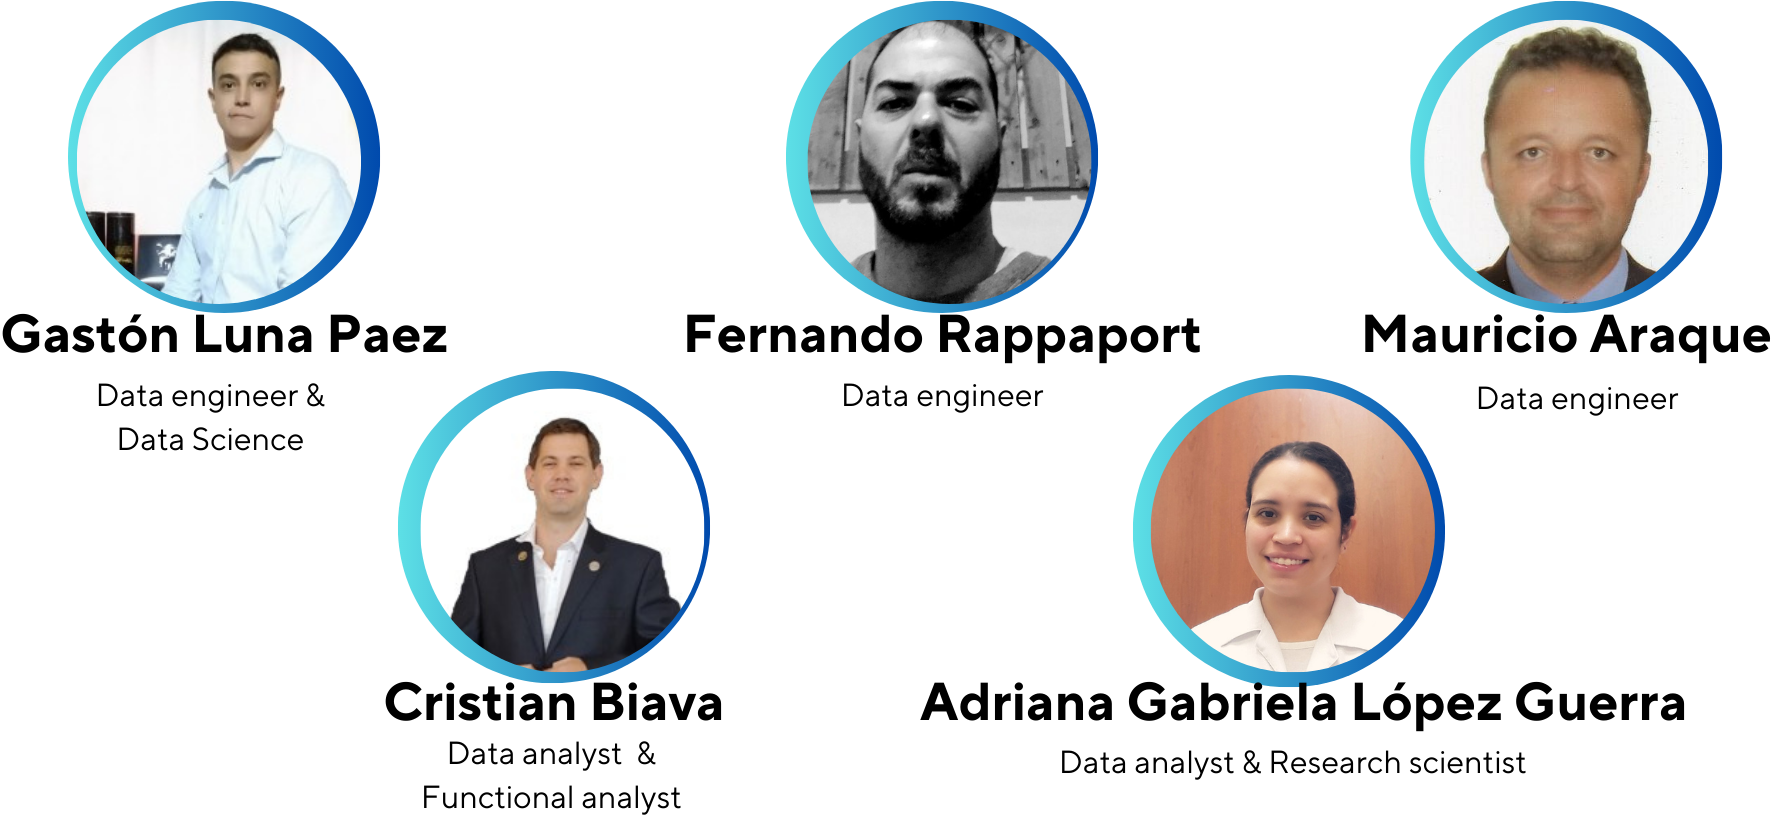 Gastón Luna Paez
Data engineer &
Data Science
Fernando Rappaport
Data engineer
Mauricio Araque
Data engineer
Cristian Biava
Data analyst  &
Functional analyst
Adriana Gabriela López Guerra
Data analyst & Research scientist